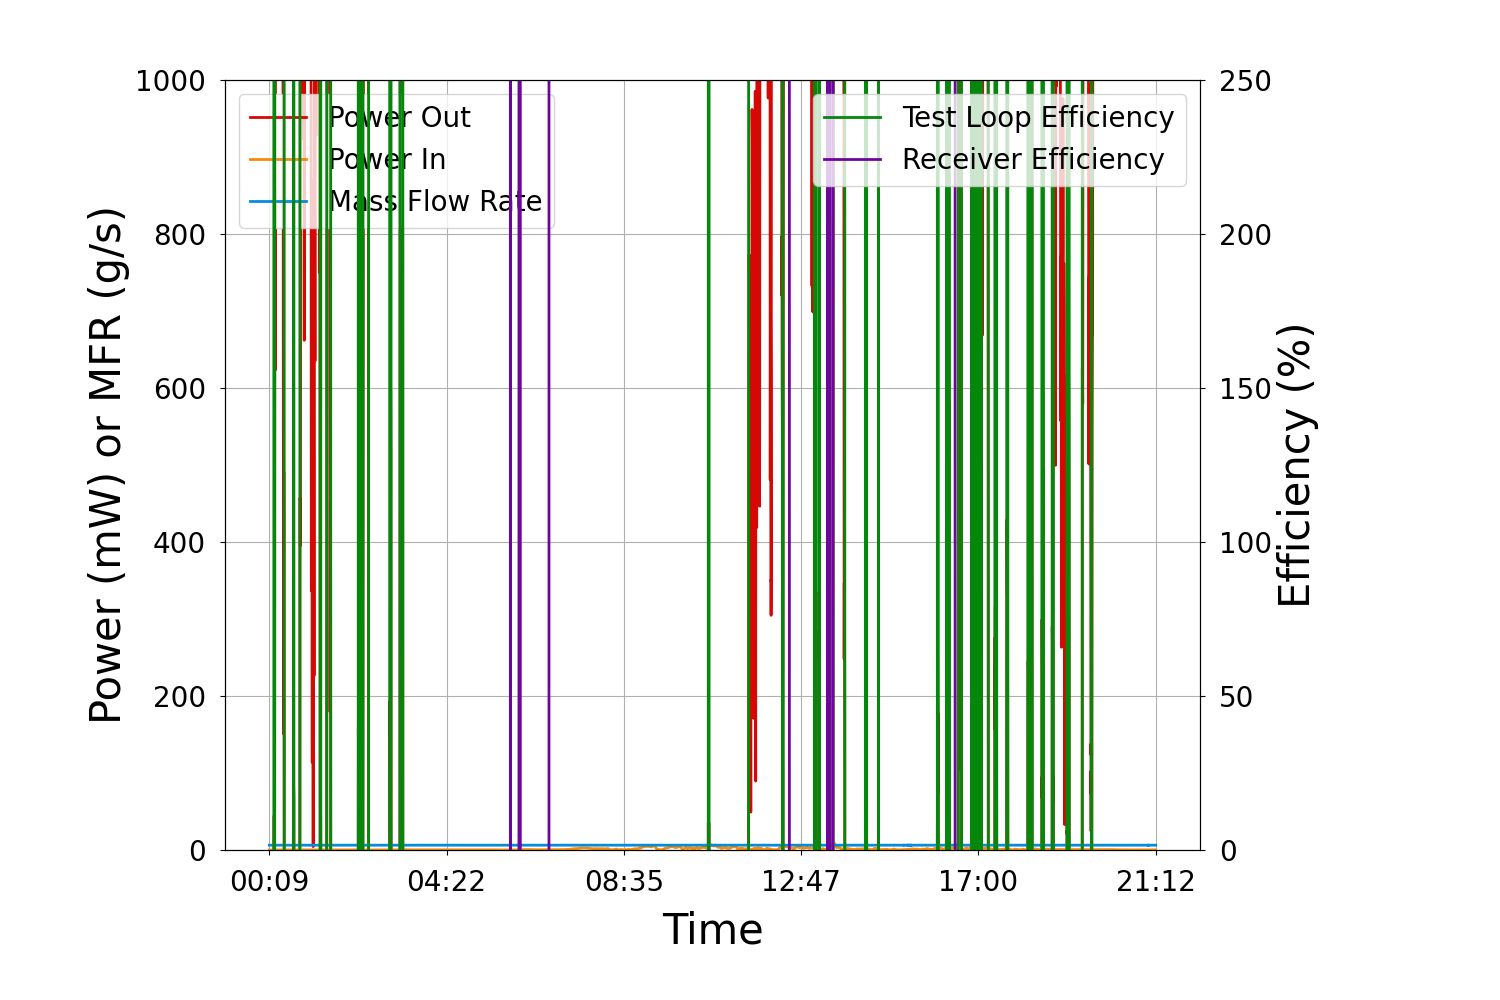 1000
800
600
400
200
0
Power (mW) or MFR (g/s)
Power Out
Power In
Mass Flow Rate
Test Loop Efficiency
Receiver Efficiency
250
200
150
100
50
0
Efficiency (%)
00:09 04:22 08:35 12:47 17:00 21:12
Time